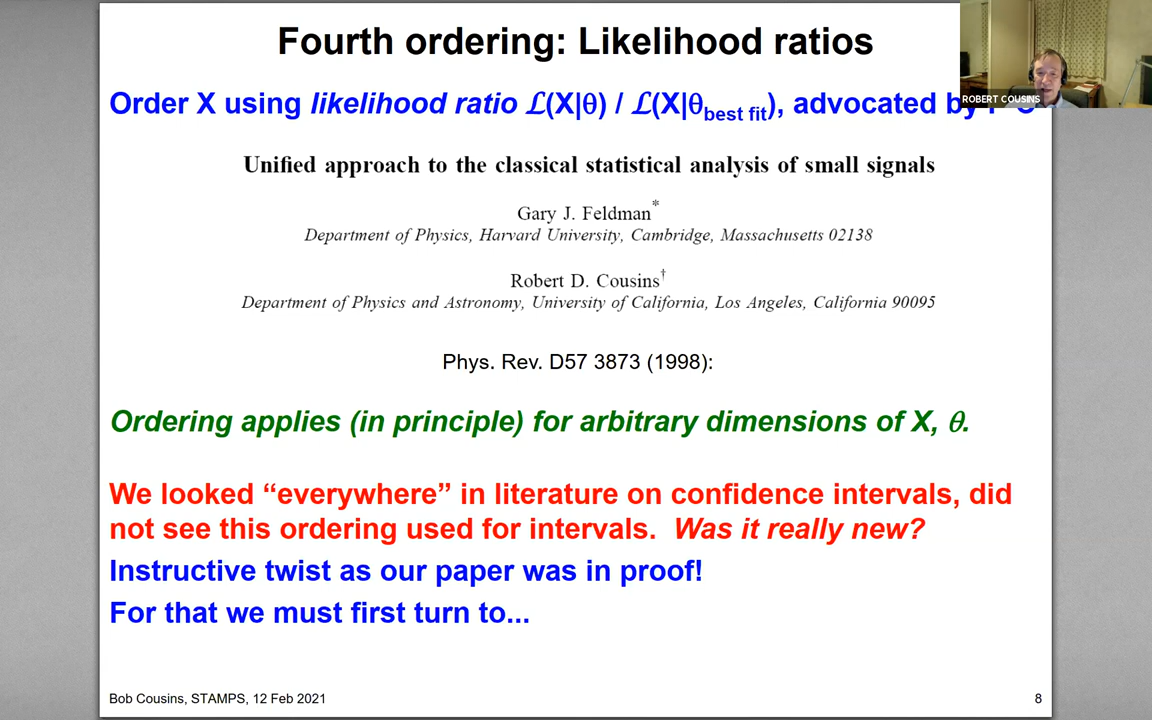 Fourth ordering: Likelihood ratios
ROBERT COUSINS
Order X using likelihood ratio ℒ(X|θ) / ℒ(X|θbest fit), advocated by
Unified approach to the classical statistical analysis of small signals
Gary J. Feldman*
Department of Physics, Harvard University, Cambridge, Massachusetts 02138
Robert D. Cousins†
Department of Physics and Astronomy, University of California, Los Angeles, California 90095
Phys. Rev. D57 3873 (1998):
Ordering applies (in principle) for arbitrary dimensions of X, θ.
We looked “everywhere” in literature on confidence intervals, did
not see this ordering used for intervals. Was it really new?
Instructive twist as our paper was in proof!
For that we must first turn to...
Bob Cousins, STAMPS, 12 Feb 2021
8